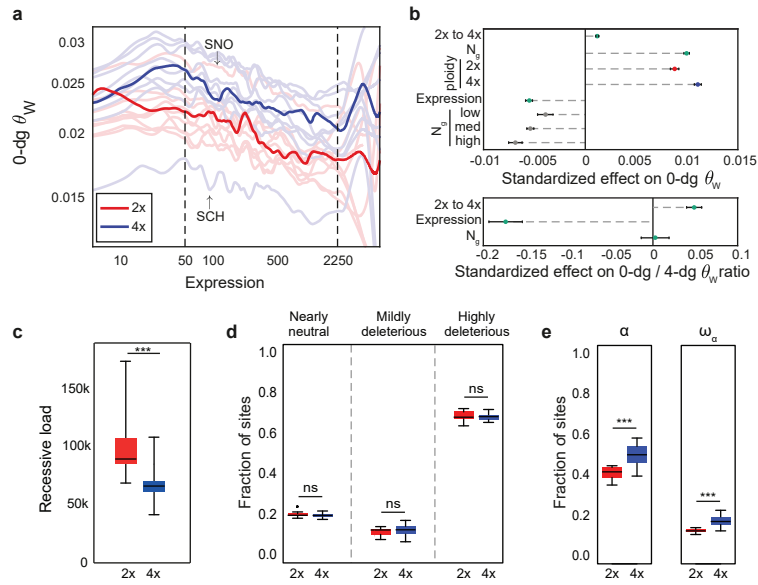 a
0-dg θW
0.03
0.025
0.02
0.015
SNO
SCH
2x
4x
10
50
100
500
2250
Expression
b
2x to 4x
Ng
ploidy
2x
4x
Expression
Ng
low
med
high
-0.01
-0.005
0
0.005
0.01
0.015
Standardized effect on 0-dg θW
2x to 4x
Expression
Ng
-0.2
-0.15
-0.1
-0.05
0
0.05
0.1
Standardized effect on 0-dg / 4-dg θW ratio
c
Recessive load
150k
100k
50k
0
***
2x 4x
d
Nearly neutral
Mildly deleterious
Highly deleterious
Fraction of sites
1.0
0.8
0.6
0.4
0.2
0.0
ns
ns
ns
2x 4x
2x 4x
2x 4x
e
α
ωα
Fraction of sites
1.0
0.8
0.6
0.4
0.2
0.0
***
***
2x 4x
2x 4x